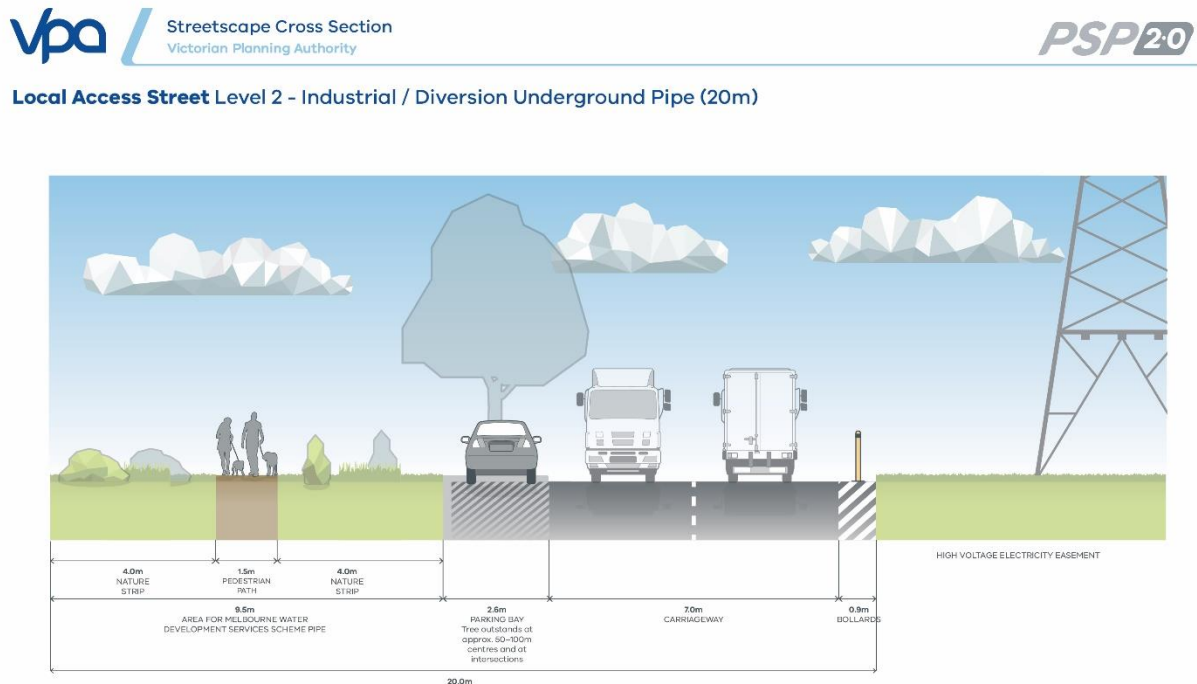 vpa
Streetscape Cross Section
Victorian Planning Authority
PSP 2.0
Local Access Street Level 2 - Industrial / Diversion Underground Pipe (20m)
HIGH VOLTAGE ELECTRICITY EASEMENT
4.0m
NATURE
STRIP
1.5m
PEDESTRIAN
PATH
4.0m
NATURE
STRIP
9.5m
AREA FOR MELBOURNE WATER
DEVELOPMENT SERVICES SCHEME PIPE
2.6m
PARKING BAY
Tree outstands at
approx. 50-100m
centres and at
intersections
7.0m
CARRIAGEWAY
0.9m
BOLLARDS
20.0m